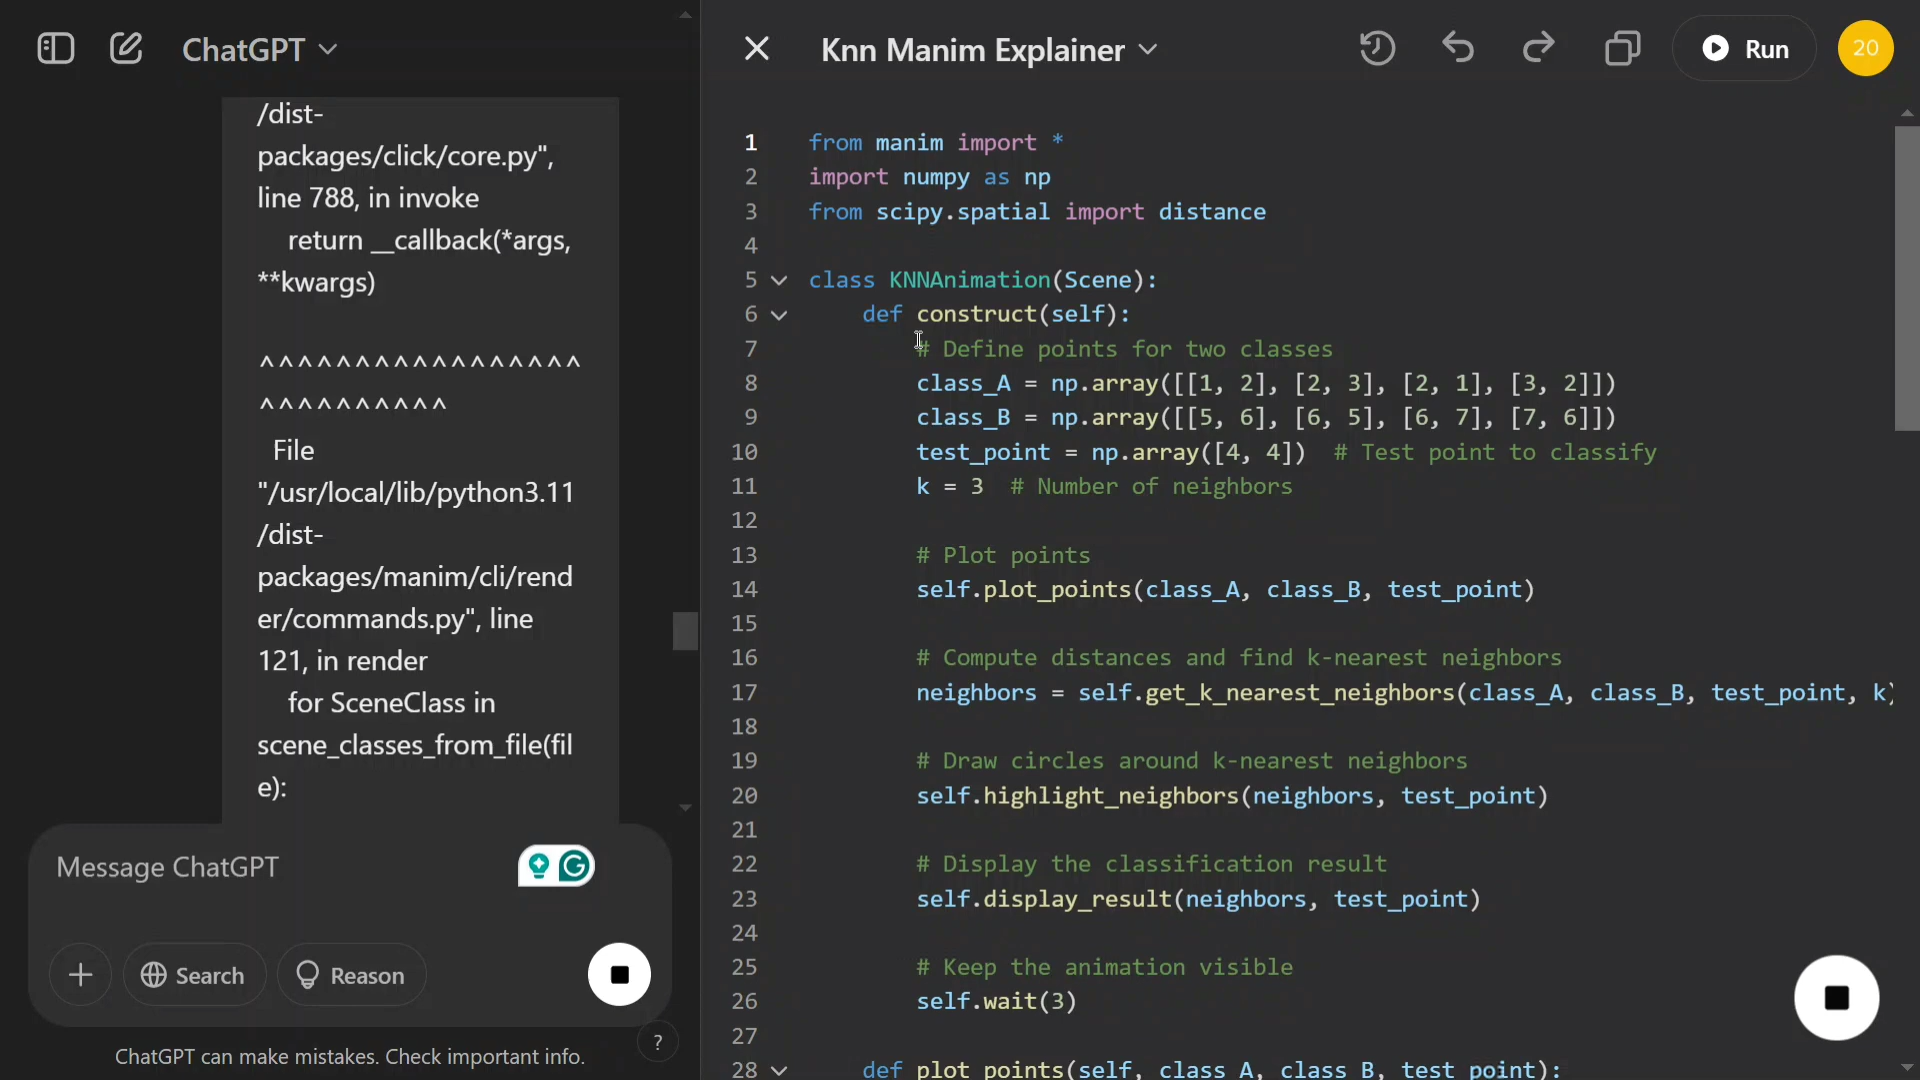 ChatGPT
/dist-
packages/click/core.py",
line 788, in invoke
return __callback(*args,
**kwargs)
^^^^^^^^^^^^^^^^^
^^^^^^^^^^
File
"/usr/local/lib/python3.11
/dist-
packages/manim/cli/rend
er/commands.py", line
121, in render
for SceneClass in
scene_classes_from_file(fil
e):
Message ChatGPT
Search
Reason
ChatGPT can make mistakes. Check important info.
?
Knn Manim Explainer
Run
20
1 from manim import *
2 import numpy as np
3 from scipy.spatial import distance
4
5 class KNNAnimation(Scene):
6 def construct(self):
7 # Define points for two classes
8 class_A = np.array([[1, 2], [2, 3], [2, 1], [3, 2]])
9 class_B = np.array([[5, 6], [6, 5], [6, 7], [7, 6]])
10 test_point = np.array([4, 4]) # Test point to classify
11 k = 3 # Number of neighbors
12
13 # Plot points
14 self.plot_points(class_A, class_B, test_point)
15
16 # Compute distances and find k-nearest neighbors
17 neighbors = self.get_k_nearest_neighbors(class_A, class_B, test_point, k)
18
19 # Draw circles around k-nearest neighbors
20 self.highlight_neighbors(neighbors, test_point)
21
22 # Display the classification result
23 self.display_result(neighbors, test_point)
24
25 # Keep the animation visible
26 self.wait(3)
27
28 def plot_points(self, class_A, class_B, test_point):